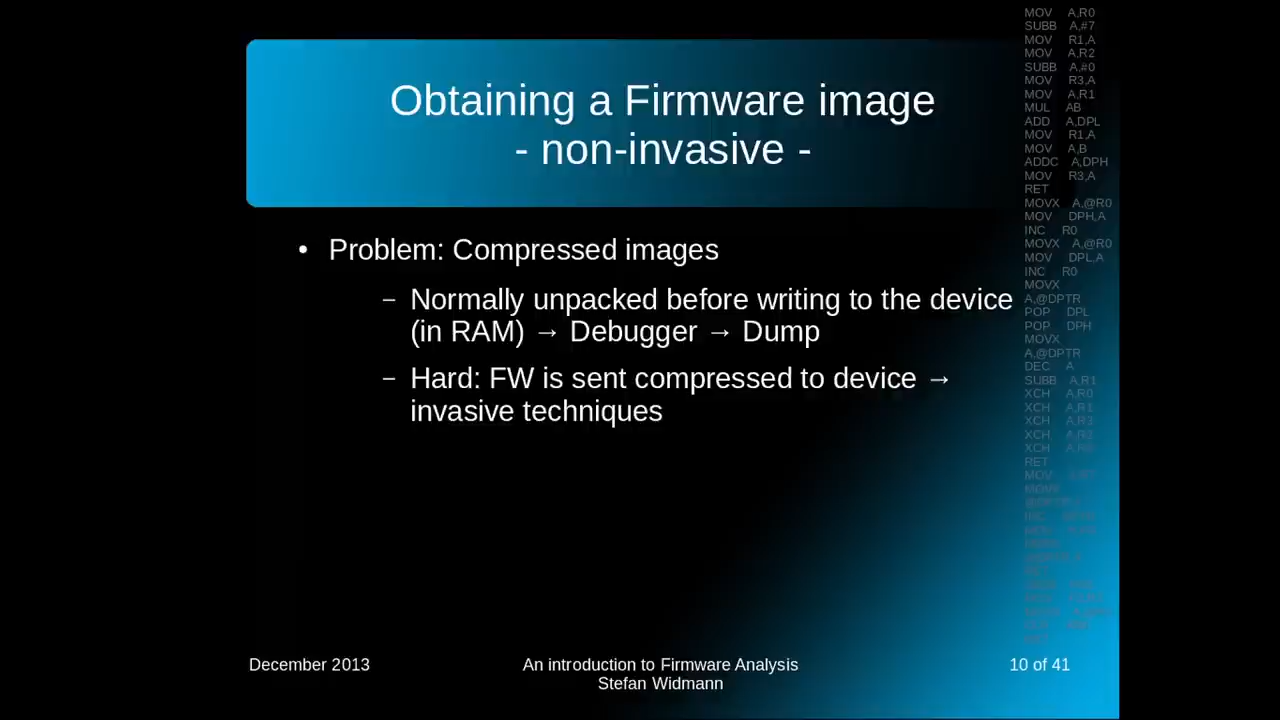 Obtaining a Firmware image
- non-invasive -
• Problem: Compressed images
– Normally unpacked before writing to the device
(in RAM) → Debugger → Dump
– Hard: FW is sent compressed to device →
invasive techniques
December 2013
An introduction to Firmware Analysis
Stefan Widmann
10 of 41
MOV A,R0
SUBB A,#7
MOV R1,A
MOV A,R2
SUBB A,#0
MOV R3,A
MOV A,R1
MUL AB
ADD A,DPL
MOV R1,A
MOV A,B
ADDC A,DPH
MOV R3,A
RET
MOVX A,@R0
MOV DPH,A
INC R0
MOVX A,@R0
MOV DPL,A
INC R0
MOVX
A,@DPTR
POP DPL
POP DPH
MOVX
A,@DPTR
DEC A
SUBB A,R1
XCH A,R0
XCH A,R1
XCH A,R3
XCH
XCH
RET
MOV